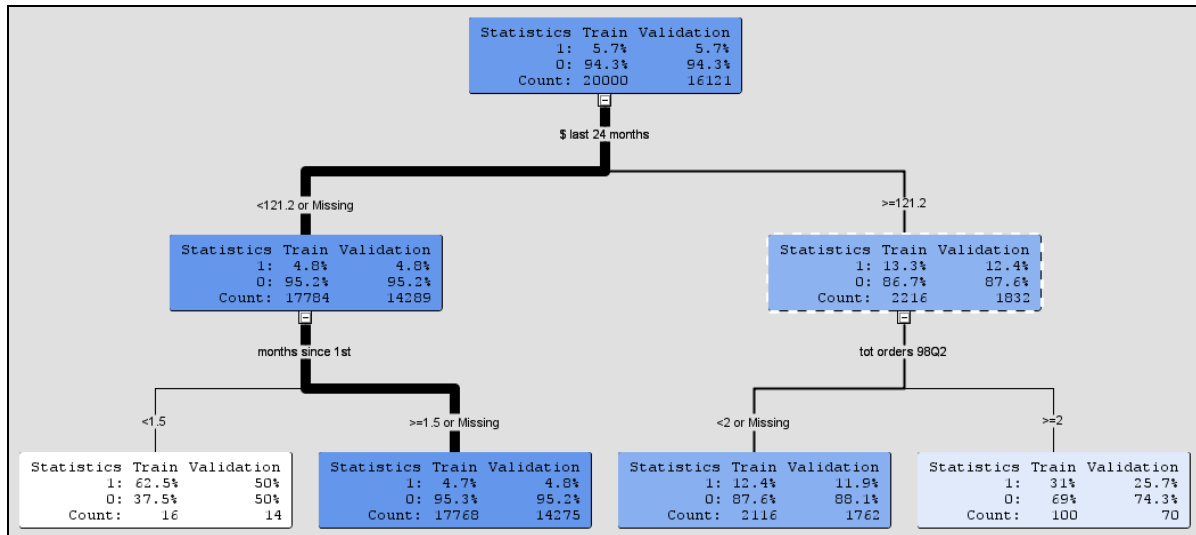 Statistics Train Validation
1: 5.7% 5.7%
0: 94.3% 94.3%
Count: 20000 16121
$ last 24 months
<121.2 or Missing
>=121.2
Statistics Train Validation
1: 4.8% 4.8%
0: 95.2% 95.2%
Count: 17784 14289
Statistics Train Validation
1: 13.3% 12.4%
0: 86.7% 87.6%
Count: 2216 1832
months since 1st
tot orders 98Q2
<1.5
>=1.5 or Missing
<2 or Missing
>=2
Statistics Train Validation
1: 62.5% 50%
0: 37.5% 50%
Count: 16 14
Statistics Train Validation
1: 4.7% 4.8%
0: 95.3% 95.2%
Count: 17768 14275
Statistics Train Validation
1: 12.4% 11.9%
0: 87.6% 88.1%
Count: 2116 1762
Statistics Train Validation
1: 31% 25.7%
0: 69% 74.3%
Count: 100 70